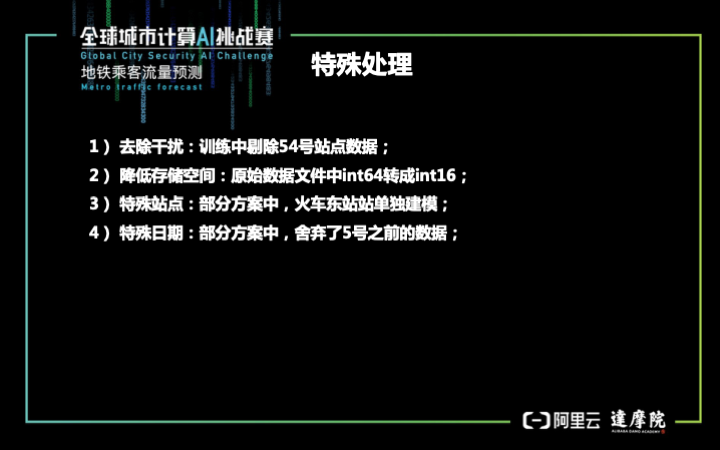 全球城市计算AI挑战赛
Global City Security AI Challenge
地铁乘客流量预测
Metro traffic forecast
特殊处理
1）去除干扰：训练中剔除54号站点数据；
2）降低存储空间：原始数据文件中int64转成int16；
3）特殊站点：部分方案中，火车东站站单独建模；
4）特殊日期：部分方案中，舍弃了5号之前的数据；
阿里云
達摩院
ALIBABA DAMO ACADEMY